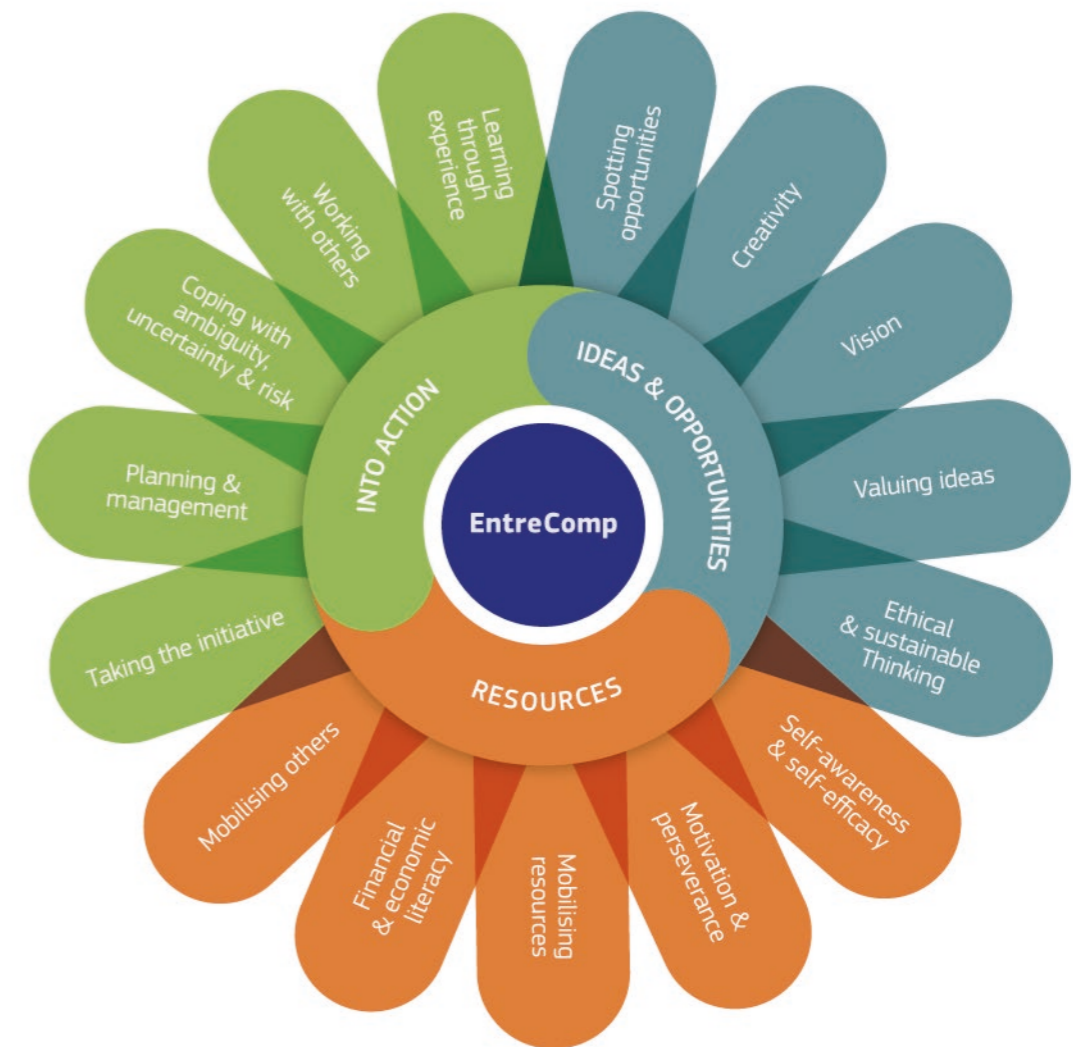 EntreComp
IDEAS & OPPORTUNITIES
Spotting
opportunities
Creativity
Vision
Valuing ideas
Ethical
& sustainable
Thinking
RESOURCES
Self-awareness
& self-efficacy
Motivation &
perseverance
Mobilising
resources
Financial
& economic
literacy
Mobilising others
INTO ACTION
Taking the initiative
Planning &
management
Coping with
ambiguity,
uncertainty & risk
Working
with others
Learning
through
experience